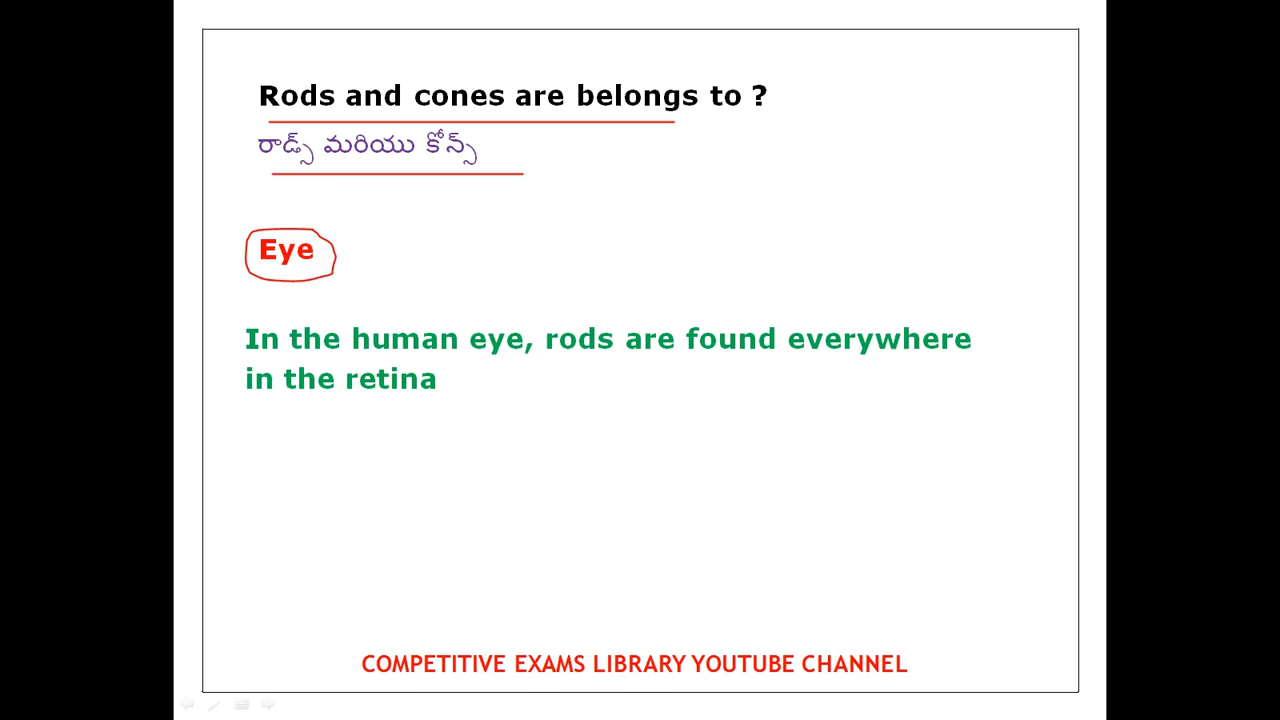 Rods and cones are belongs to ?
రాడ్స్ మరియు కోన్స్
Eye
In the human eye, rods are found everywhere
in the retina
COMPETITIVE EXAMS LIBRARY YOUTUBE CHANNEL